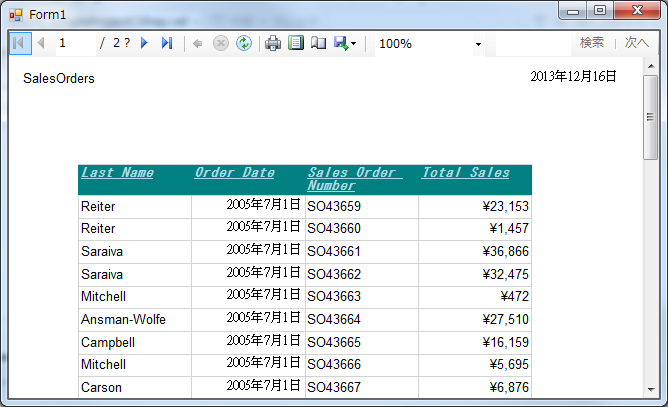 Form1
1 / 2 ? 100% 検索 | 次へ
SalesOrders 2013年12月16日
Last Name Order Date Sales Order Total Sales
Number
Reiter 2005年7月1日 SO43659 ¥23,153
Reiter 2005年7月1日 SO43660 ¥1,457
Saraiva 2005年7月1日 SO43661 ¥36,866
Saraiva 2005年7月1日 SO43662 ¥32,475
Mitchell 2005年7月1日 SO43663 ¥472
Ansman-Wolfe 2005年7月1日 SO43664 ¥27,510
Campbell 2005年7月1日 SO43665 ¥16,159
Mitchell 2005年7月1日 SO43666 ¥5,695
Carson 2005年7月1日 SO43667 ¥6,876